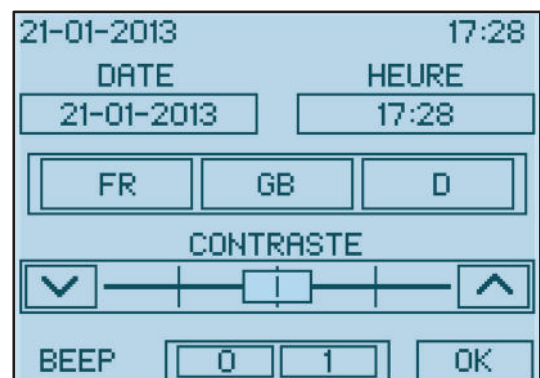 21-01-2013 17:28
DATE HEURE
21-01-2013 17:28
FR GB D
CONTRASTE
BEEP 0 1 OK